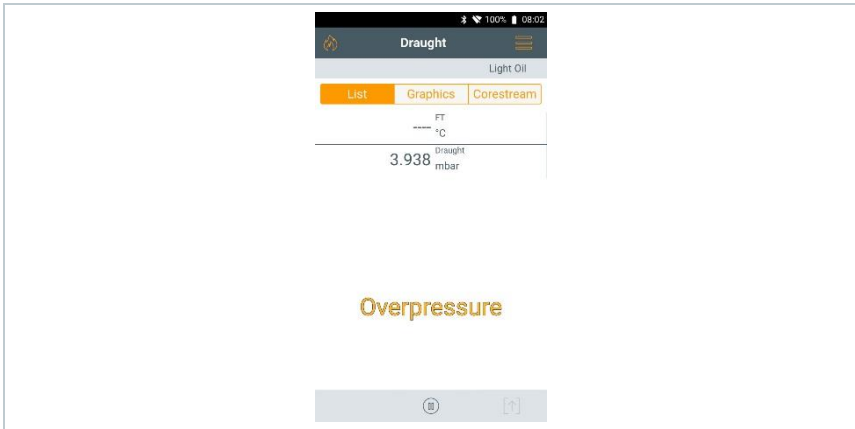 100% 08:02
Draught
Light Oil
List Graphics Corestream
---- FT °C
3.938 Draught mbar
Overpressure